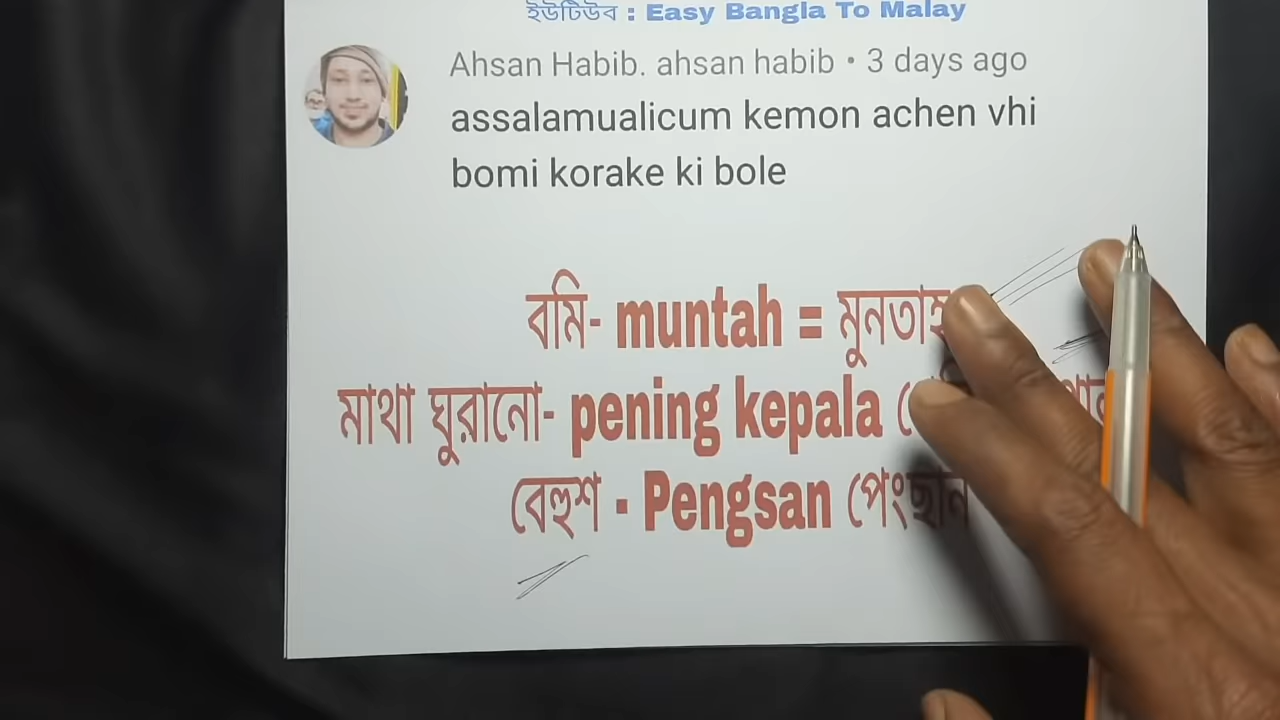 ইউটিউব : Easy Bangla To Malay
Ahsan Habib. ahsan habib • 3 days ago
assalamualicum kemon achen vhi
bomi korake ki bole
বমি- muntah = মুনতাহ
মাথা ঘুরানো- pening kepala
বেহুশ - Pengsan পেংছান